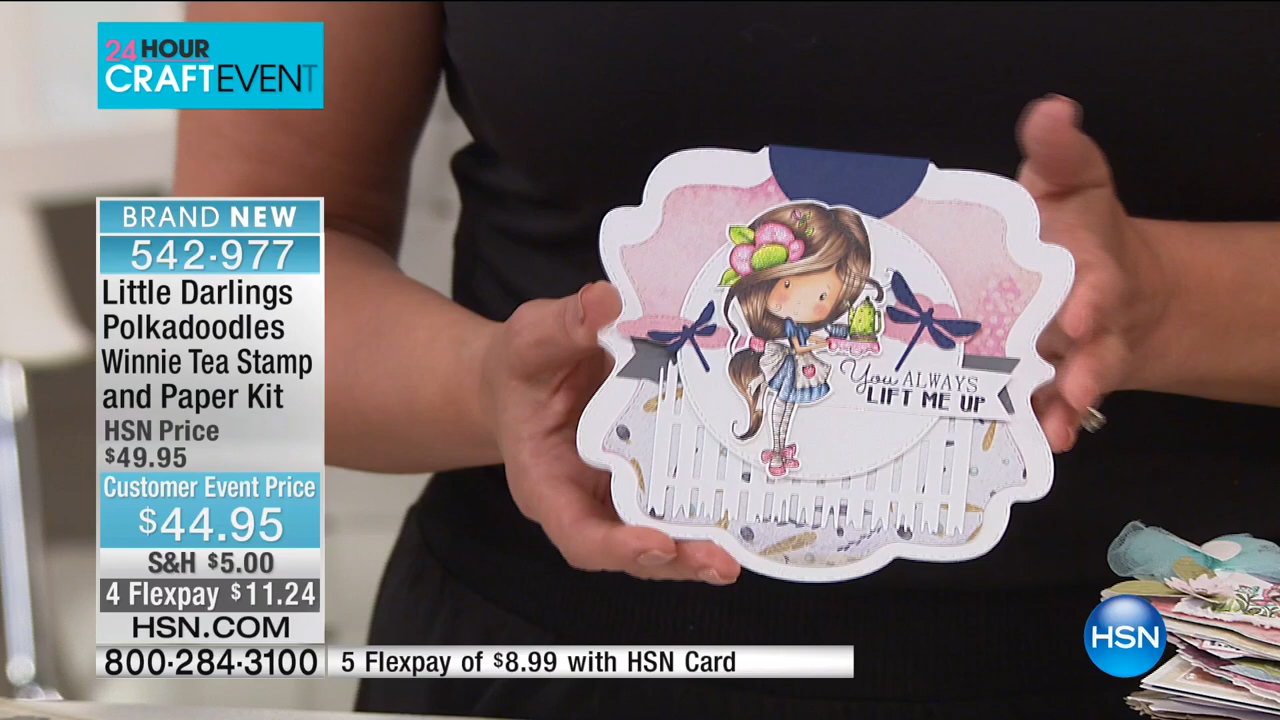 24 HOUR
CRAFTEVENT
BRAND NEW
542·977
Little Darlings
Polkadoodles
Winnie Tea Stamp
and Paper Kit
HSN Price
$49.95
Customer Event Price
$44.95
S&H $5.00
4 Flexpay $11.24
HSN.COM
800·284·3100
5 Flexpay of $8.99 with HSN Card
You ALWAYS
LIFT ME UP
HSN